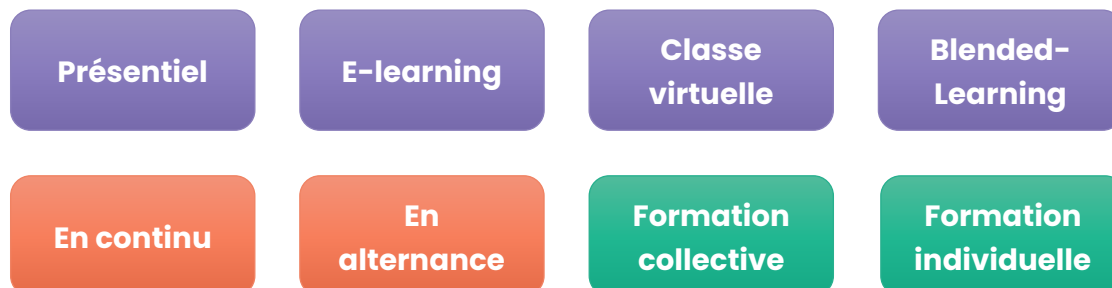 Présentiel
E-learning
Classe
virtuelle
Blended-
Learning
En continu
En
alternance
Formation
collective
Formation
individuelle